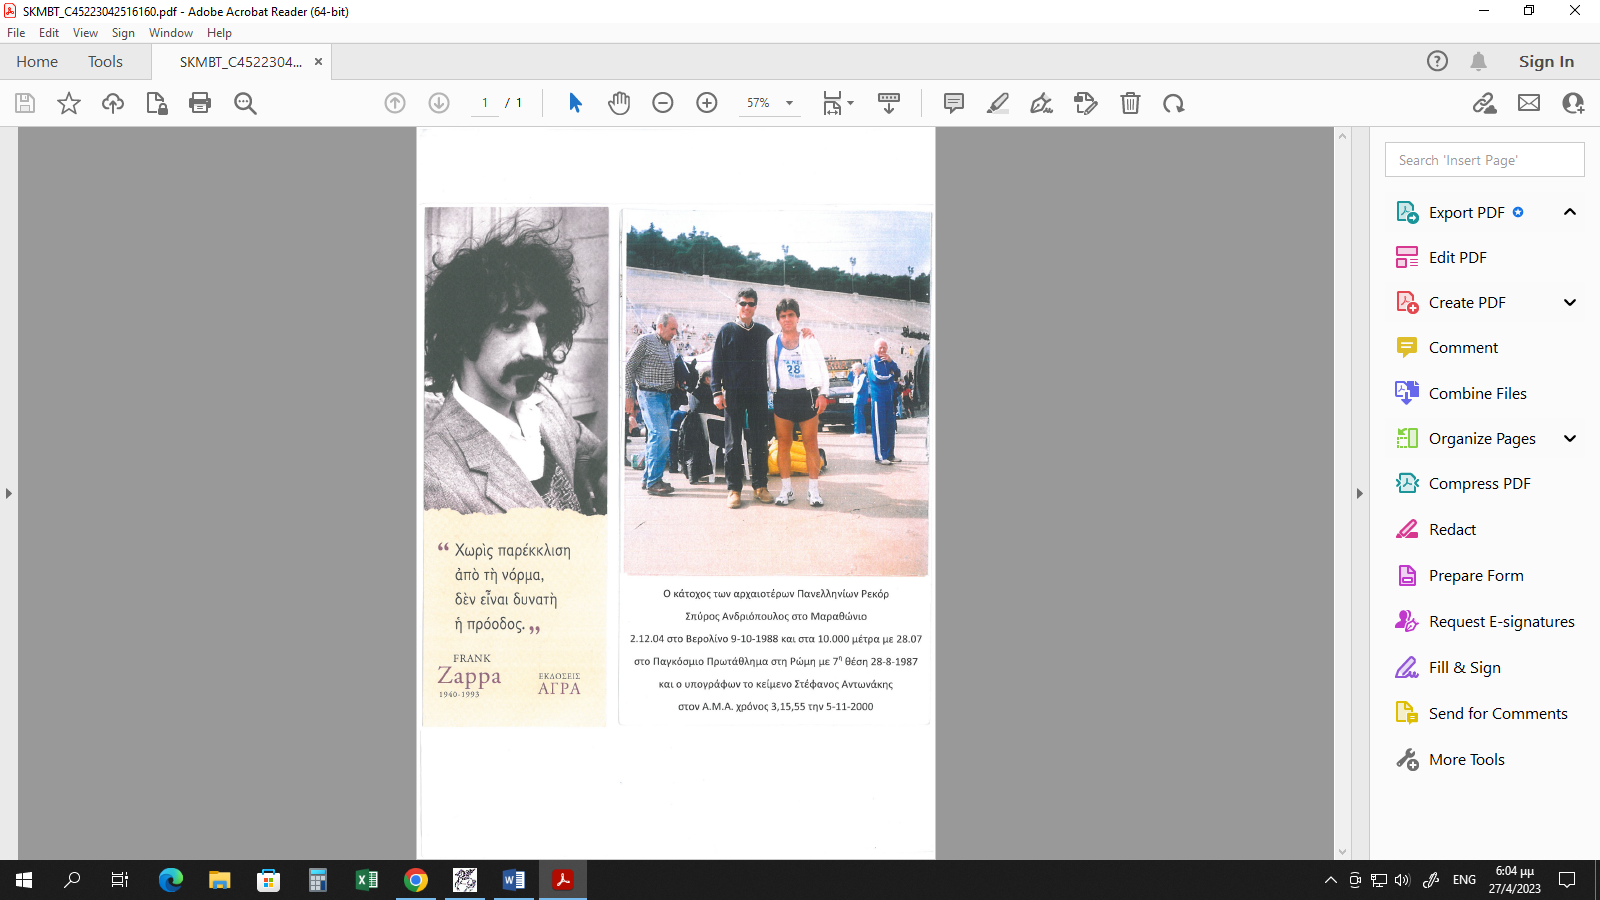 SKMBT_C45223042516160.pdf - Adobe Acrobat Reader (64-bit)
File Edit View Sign Window Help
Home Tools SKMBT_C4522304... ×
Sign In
1 / 1 57%
Search 'Insert Page'
Export PDF
Edit PDF
Create PDF
Comment
Combine Files
Organize Pages
Compress PDF
Redact
Prepare Form
Request E-signatures
Fill & Sign
Send for Comments
More Tools
ΤΑ ΝΕΑ
28
“ Χωρὶς παρέκκλιση
ἀπὸ τὴ νόρμα,
δὲν εἶναι δυνατὴ
ἡ πρόοδος. ”
FRANK
Zappa
1940-1993
ΕΚΔΟΣΕΙΣ
ΑΓΡΑ
Ο κάτοχος των αρχαιοτέρων Πανελληνίων Ρεκόρ
Σπύρος Ανδριόπουλος στο Μαραθώνιο
2.12.04 στο Βερολίνο 9-10-1988 και στα 10.000 μέτρα με 28.07
στο Παγκόσμιο Πρωτάθλημα στη Ρώμη με 7η θέση 28-8-1987
και ο υπογράφων το κείμενο Στέφανος Αντωνάκης
στον Α.Μ.Α. χρόνος 3,15,55 την 5-11-2000
ENG
6:04 μμ
27/4/2023